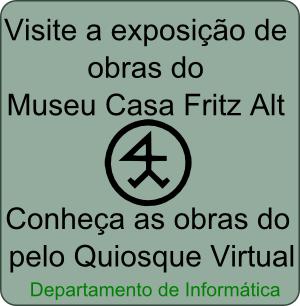 Visite a exposição de
obras do
Museu Casa Fritz Alt
Conheça as obras do
pelo Quiosque Virtual
Departamento de Informática